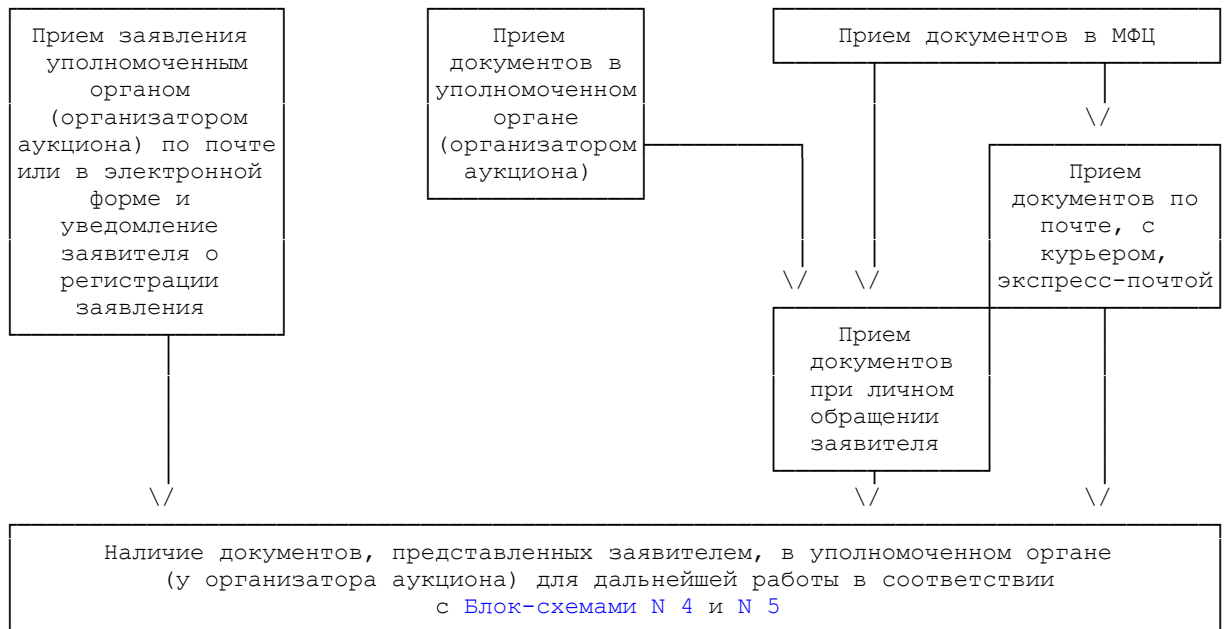 Прием заявления
уполномоченным
органом
(организатором
аукциона) по почте
или в электронной
форме и
уведомление
заявителя о
регистрации
заявления
Прием
документов в
уполномоченном
органе
(организатором
аукциона)
Прием документов в МФЦ
Прием
документов по
почте, с
курьером,
экспресс-почтой
Прием
документов
при личном
обращении
заявителя
Наличие документов, представленных заявителем, в уполномоченном органе
(у организатора аукциона) для дальнейшей работы в соответствии
с Блок-схемами N 4 и N 5